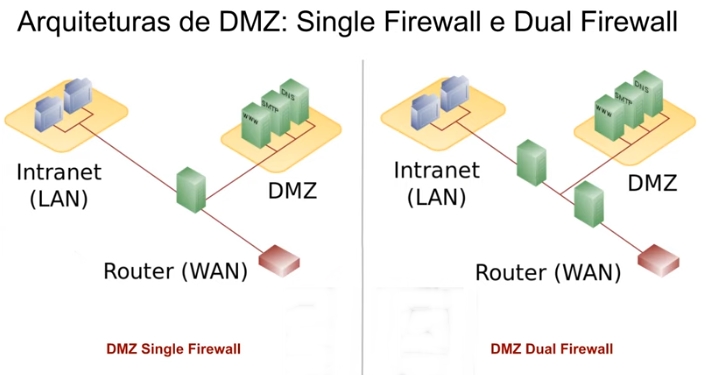 Arquiteturas de DMZ: Single Firewall e Dual Firewall
WWW
SMTP
DNS
Intranet
(LAN)
DMZ
Router (WAN)
DMZ Single Firewall
WWW
SMTP
DNS
Intranet
(LAN)
DMZ
Router (WAN)
DMZ Dual Firewall